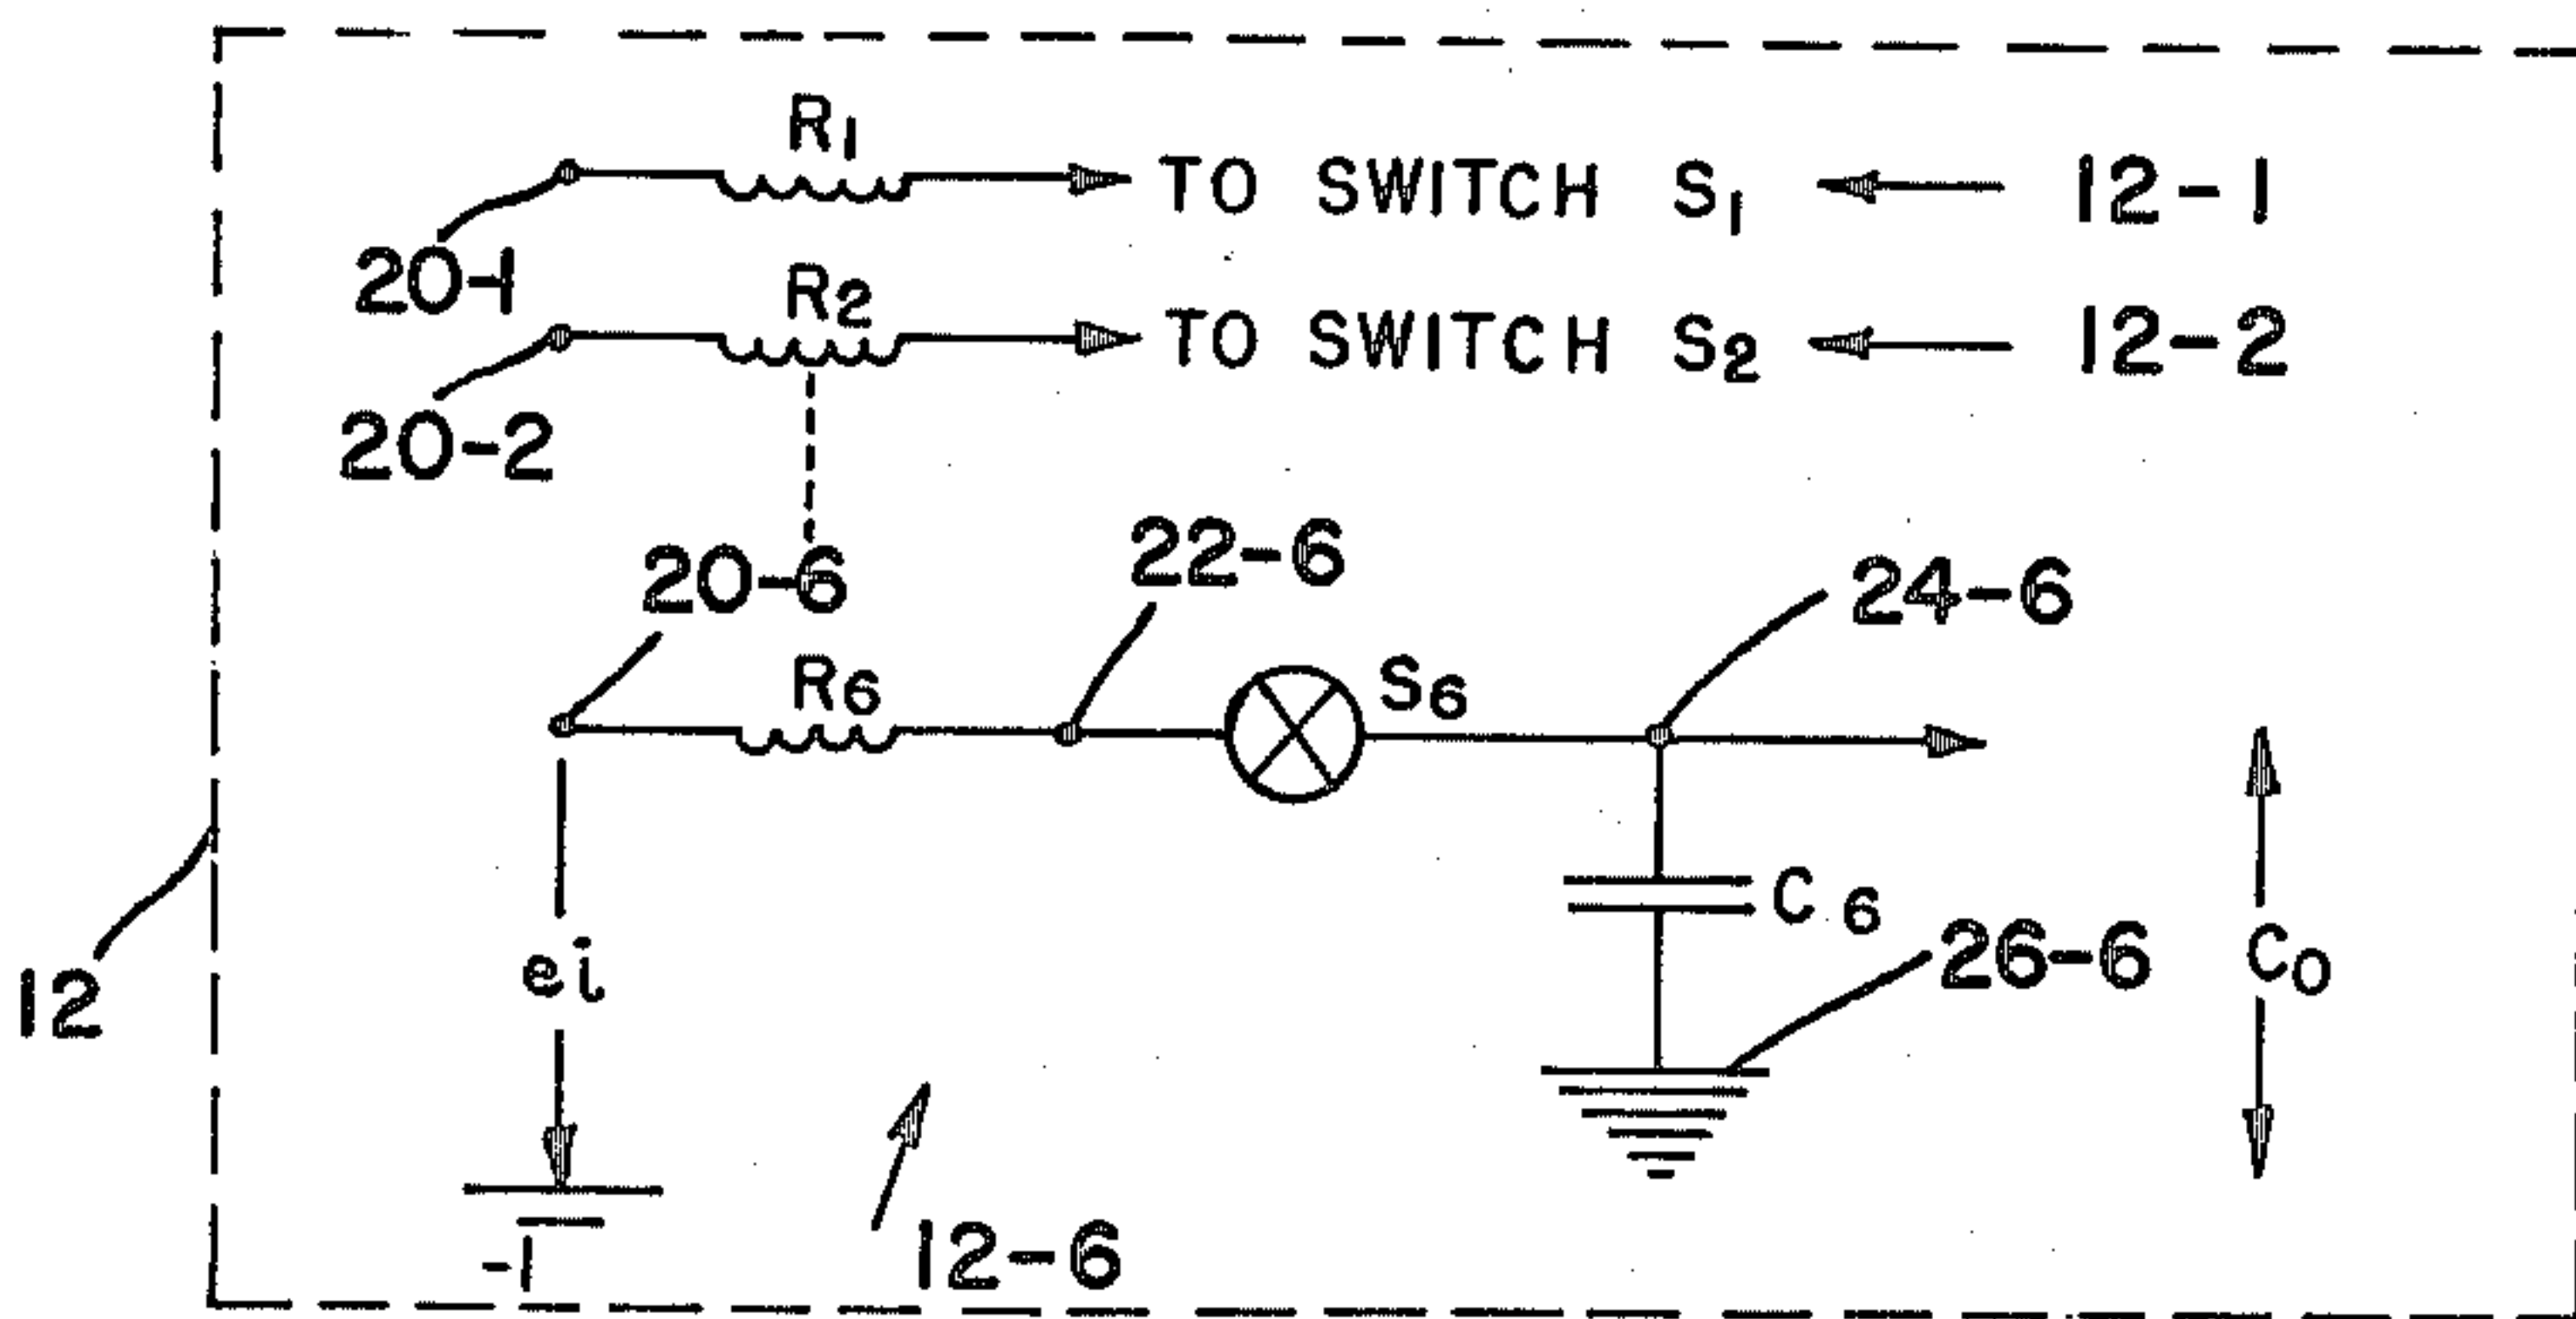 R1
TO SWITCH S1 12-1
20-1
R2
TO SWITCH S2 12-2
20-2
20-6
22-6
24-6
R6
S6
C6
26-6
C0
ei
12
-1
12-6